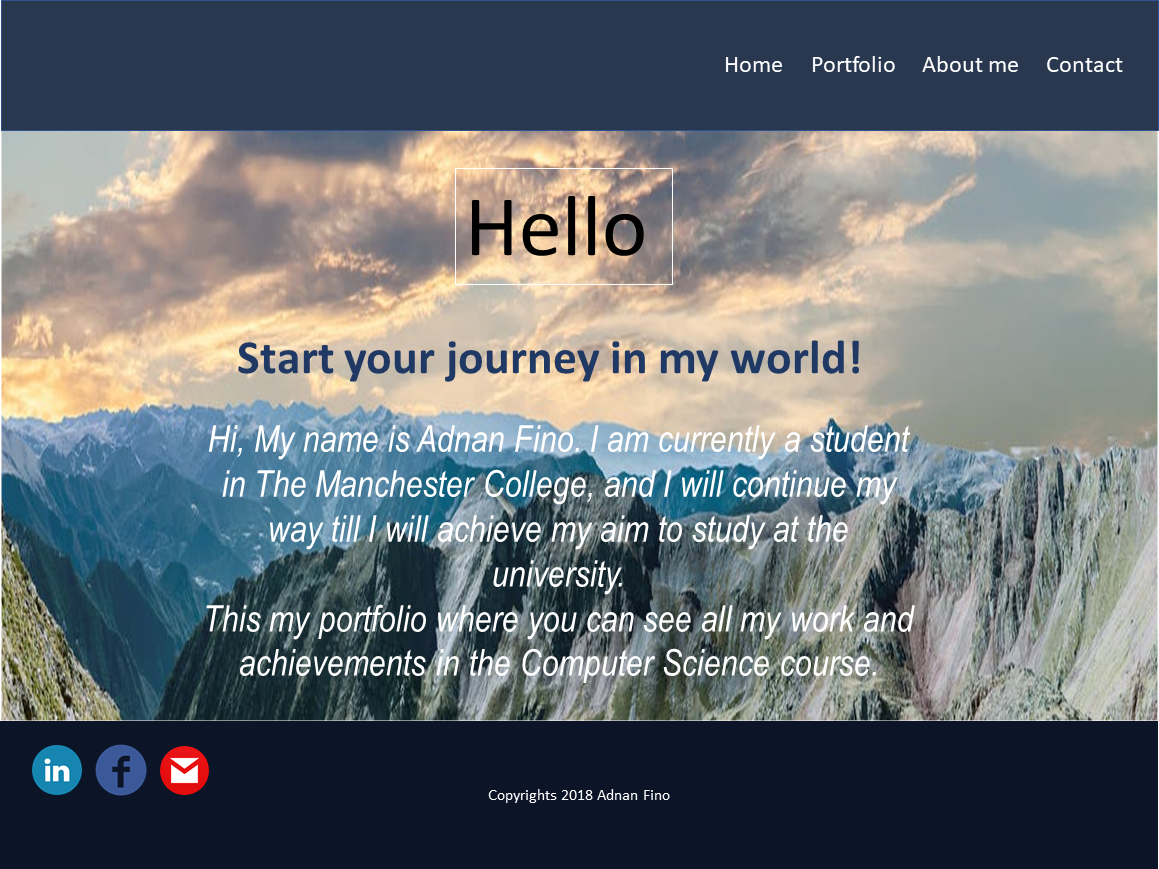 Home Portfolio About me Contact
Hello
Start your journey in my world!
Hi, My name is Adnan Fino. I am currently a student
in The Manchester College, and I will continue my
way till I will achieve my aim to study at the
university.
This my portfolio where you can see all my work and
achievements in the Computer Science course.
in f
Copyrights 2018 Adnan Fino